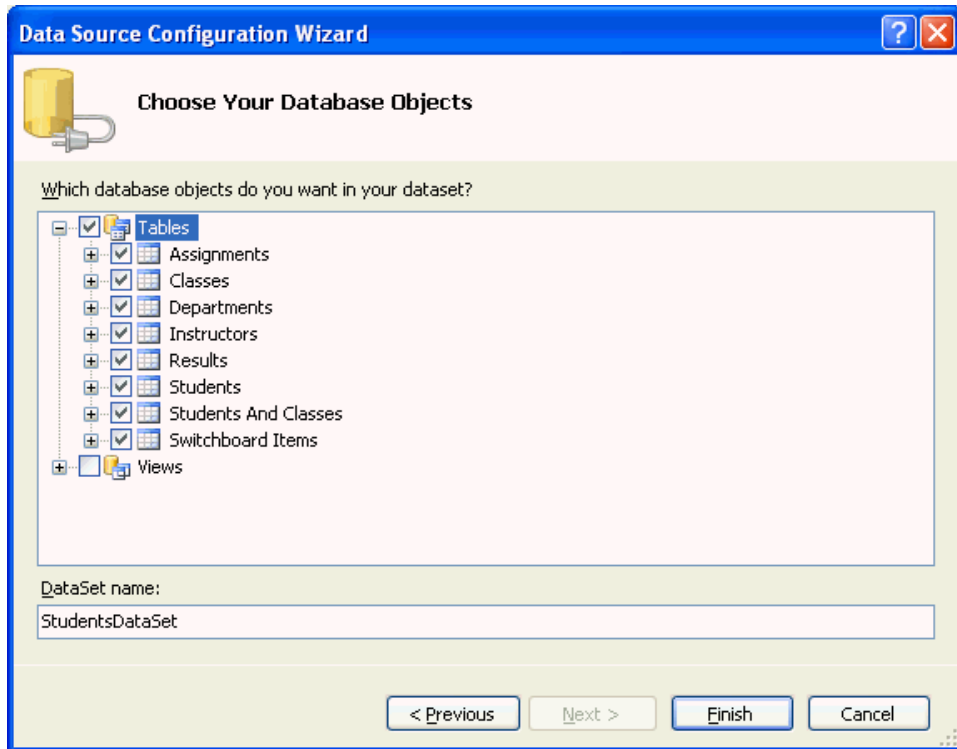 Data Source Configuration Wizard
Choose Your Database Objects
Which database objects do you want in your dataset?
Tables
Assignments
Classes
Departments
Instructors
Results
Students
Students And Classes
Switchboard Items
Views
DataSet name:
StudentsDataSet
< Previous Next > Finish Cancel